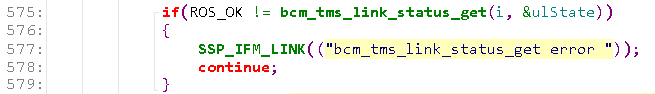 575: if(ROS_OK != bcm_tms_link_status_get(i, &ulState))
576: {
577: SSP_IFM_LINK(("bcm_tms_link_status_get error "));
578: continue;
579: }